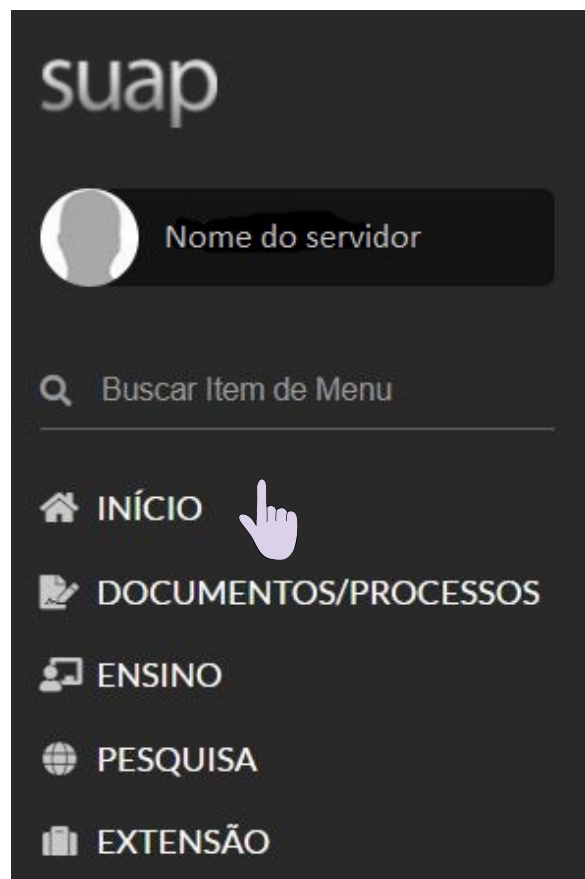 suap
Nome do servidor
Buscar Item de Menu
INÍCIO
DOCUMENTOS/PROCESSOS
ENSINO
PESQUISA
EXTENSÃO